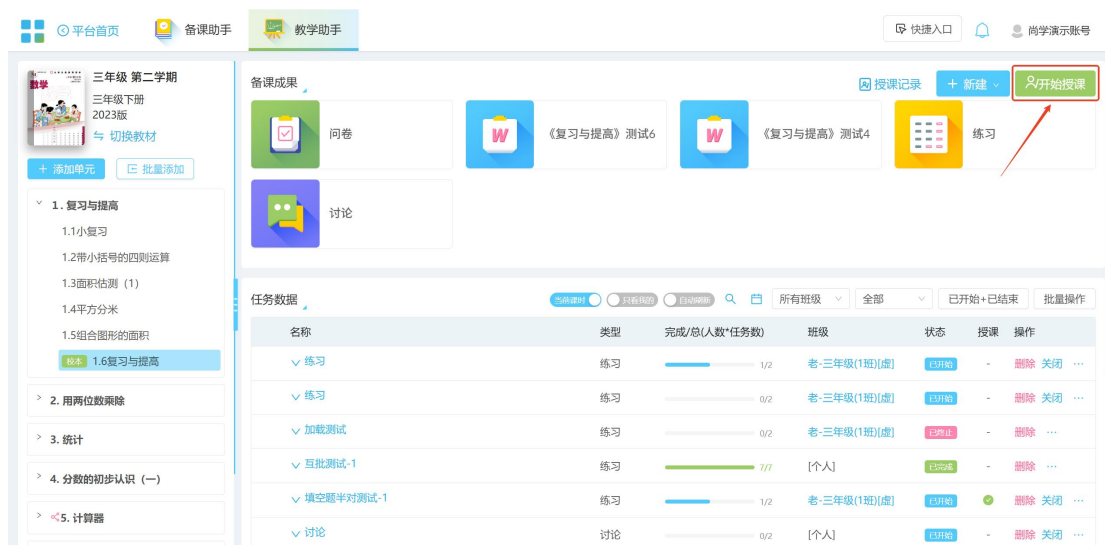 平台首页 备课助手 教学助手 快捷入口 尚学演示账号
数学
三年级 第二学期
三年级下册
2023版
切换教材
+ 添加单元 批量添加
1. 复习与提高
1.1小复习
1.2带小括号的四则运算
1.3面积估测（1）
1.4平方分米
1.5组合图形的面积
校本 1.6复习与提高
2. 用两位数乘除
3. 统计
4. 分数的初步认识（一）
5. 计算器
备课成果 授课记录 + 新建 开始授课
问卷 《复习与提高》测试6 《复习与提高》测试4 练习
讨论
任务数据 当前课时 只看我的 自动刷新 所有班级 全部 已开始+已结束 批量操作
名称 类型 完成/总(人数*任务数) 班级 状态 授课 操作
练习 练习 1/2 老-三年级(1班)[虚] 已开始 - 删除 关闭 ···
练习 练习 0/2 老-三年级(1班)[虚] 已开始 - 删除 关闭 ···
加载测试 练习 0/2 老-三年级(1班)[虚] 已终止 - 删除 ···
互批测试-1 练习 7/7 [个人] 已完成 - 删除 ···
填空题半对测试-1 练习 1/2 老-三年级(1班)[虚] 已开始 删除 关闭 ···
讨论 讨论 0/2 [个人] 已开始 - 删除 关闭 ···